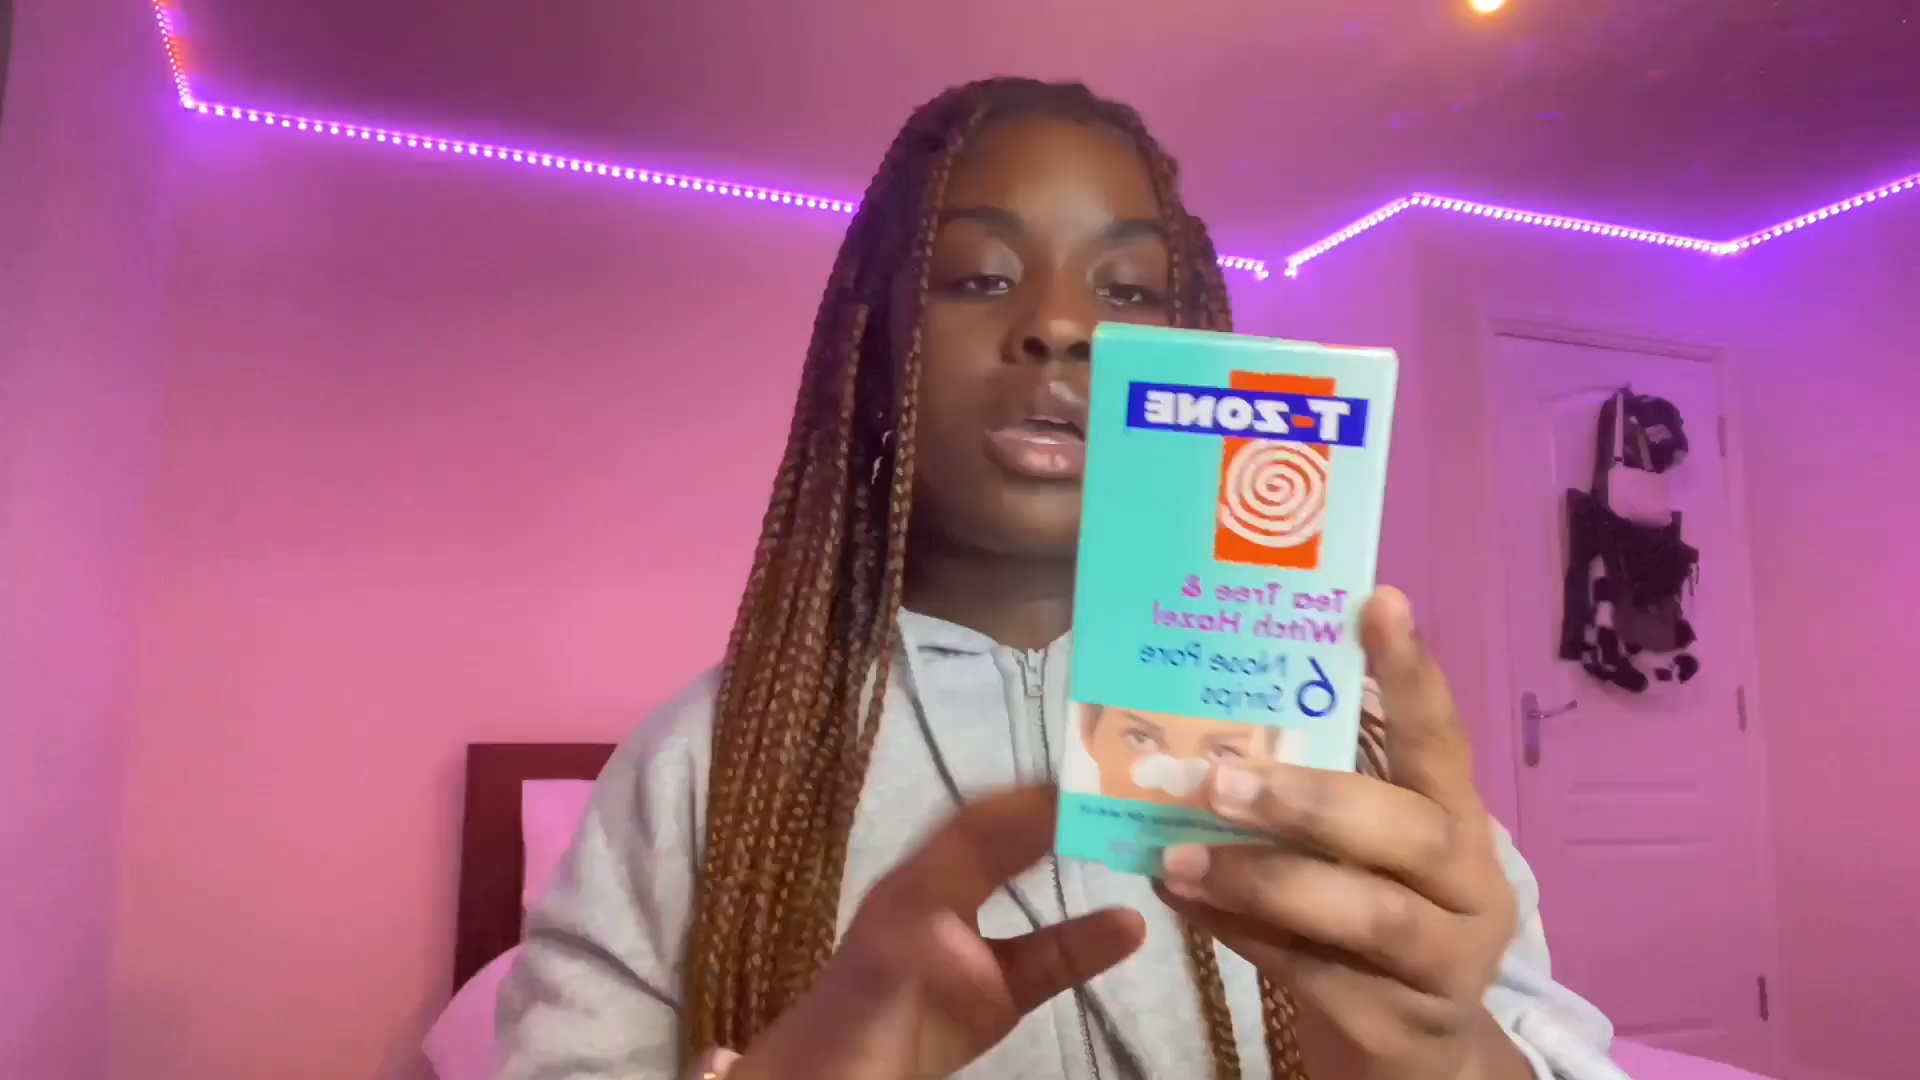 T-ZONE
Tea Tree &
Witch Hazel
6 Nose Pore
Strips